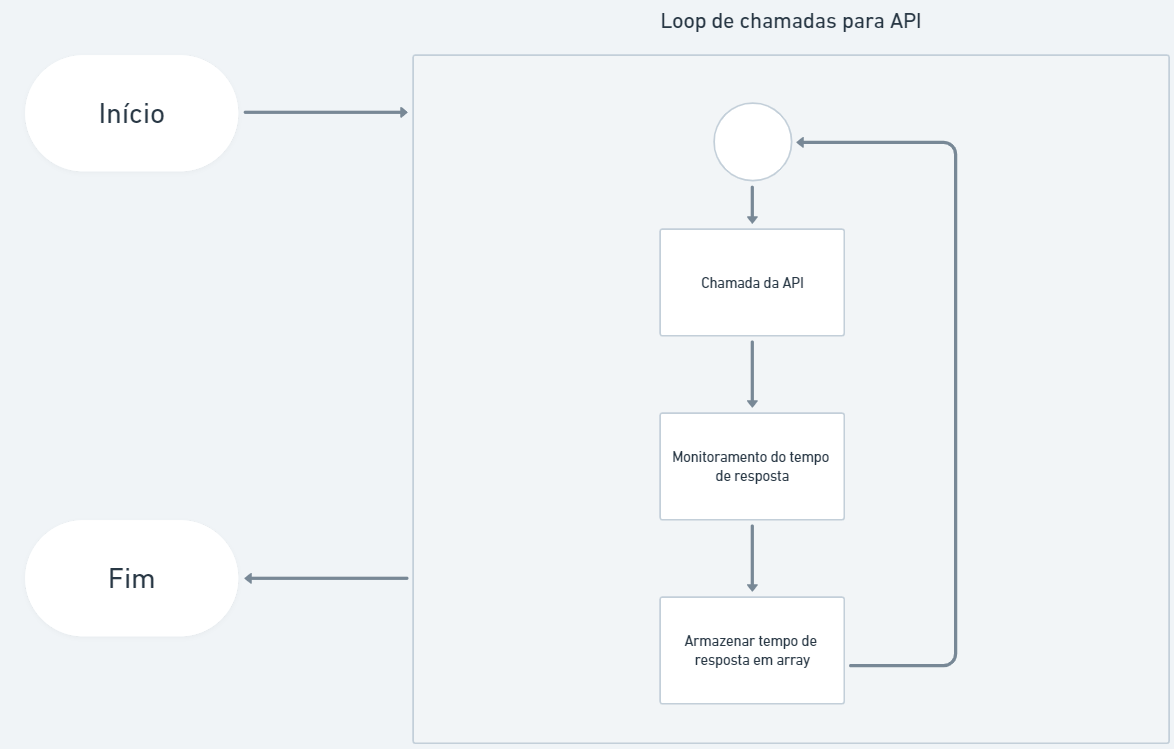 Loop de chamadas para API
Início
Chamada da API
Monitoramento do tempo
de resposta
Fim
Armazenar tempo de
resposta em array